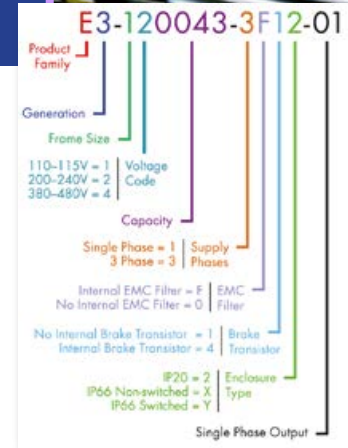 E3-120043-3F12-01
Product
Family
Generation
Frame Size
110–115V = 1
200–240V = 2
380–480V = 4
Voltage
Code
Capacity
Single Phase = 1
3 Phase = 3
Supply
Phases
Internal EMC Filter = F
No Internal EMC Filter = 0
EMC
Filter
No Internal Brake Transistor = 1
Internal Brake Transistor = 4
Brake
Transistor
IP20 = 2
IP66 Non-switched = X
IP66 Switched = Y
Enclosure
Type
Single Phase Output